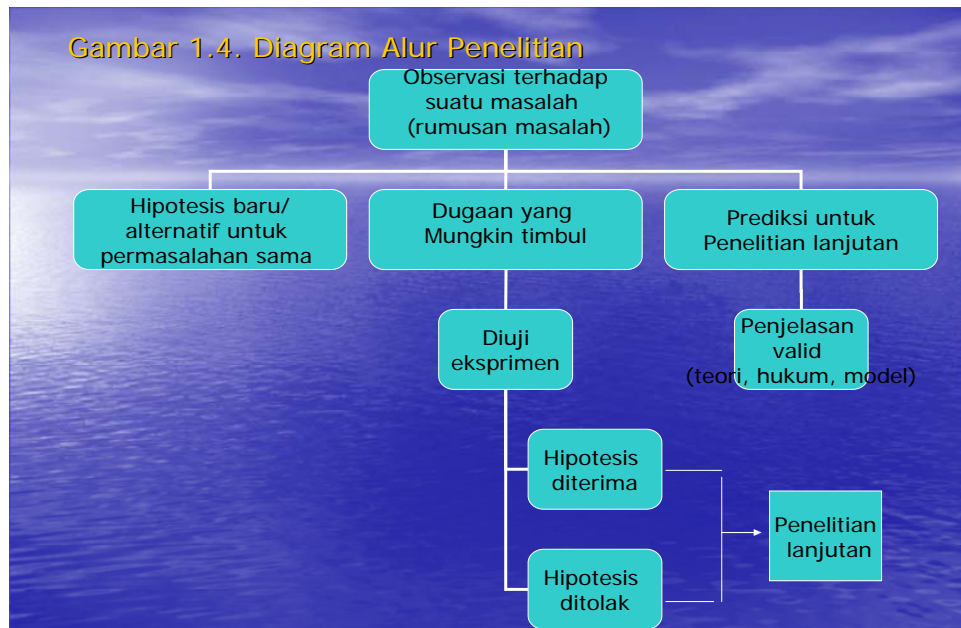 Gambar 1.4. Diagram Alur Penelitian
Observasi terhadap
suatu masalah
(rumusan masalah)
Hipotesis baru/
alternatif untuk
permasalahan sama
Dugaan yang
Mungkin timbul
Prediksi untuk
Penelitian lanjutan
Diuji
eksprimen
Penjelasan
valid
(teori, hukum, model)
Hipotesis
diterima
Hipotesis
ditolak
Penelitian
lanjutan